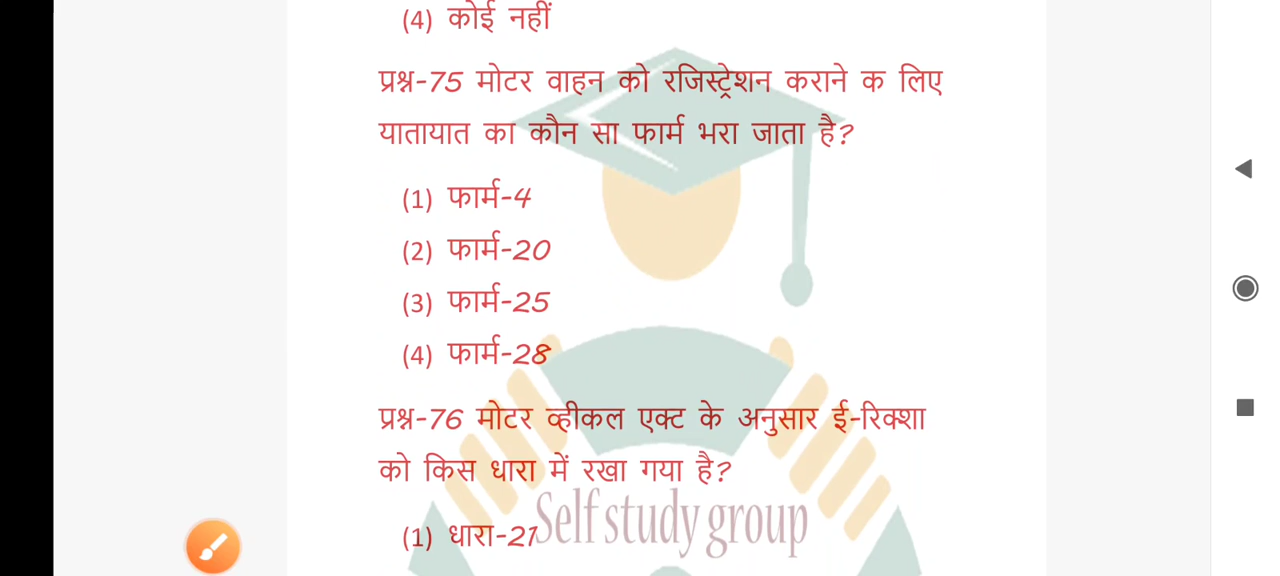 (4) कोई नहीं
प्रश्न-75 मोटर वाहन को रजिस्ट्रेशन कराने क लिए
यातायात का कौन सा फार्म भरा जाता है?
(1) फार्म-4
(2) फार्म-20
(3) फार्म-25
(4) फार्म-28
प्रश्न-76 मोटर व्हीकल एक्ट के अनुसार ई-रिक्शा
को किस धारा में रखा गया है?
Self study group
(1) धारा-21